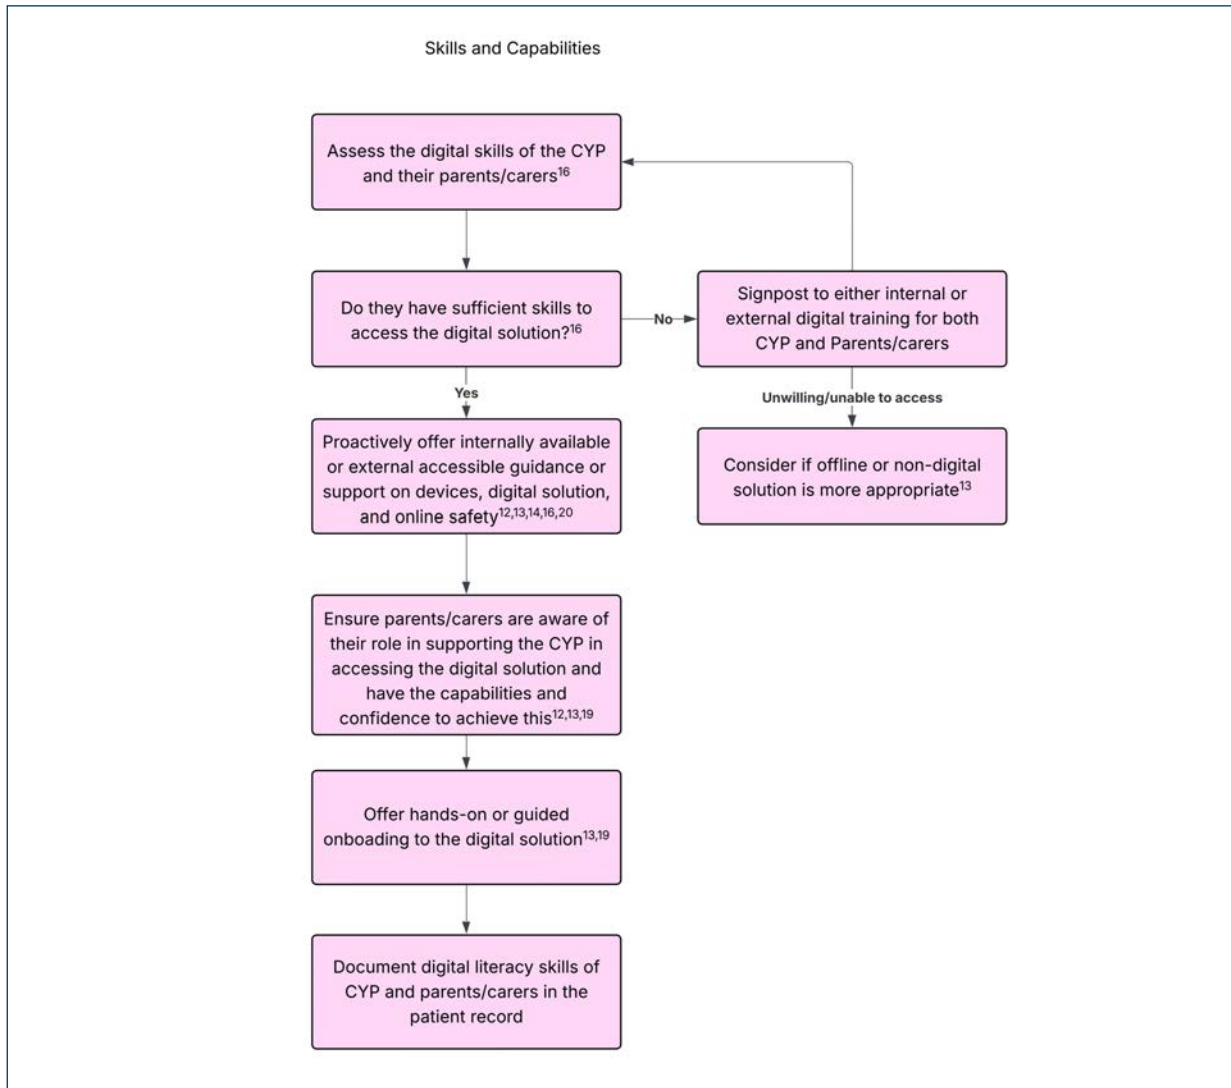 Skills and Capabilities
Assess the digital skills of the CYP
and their parents/carers16
Do they have sufficient skills to
access the digital solution?16
No
Signpost to either internal or
external digital training for both
CYP and Parents/carers
Yes
Unwilling/unable to access
Proactively offer internally available
or external accessible guidance or
support on devices, digital solution,
and online safety12,13,14,16,20
Consider if offline or non-digital
solution is more appropriate13
Ensure parents/carers are aware of
their role in supporting the CYP in
accessing the digital solution and
have the capabilities and
confidence to achieve this12,13,19
Offer hands-on or guided
onboading to the digital solution13,19
Document digital literacy skills of
CYP and parents/carers in the
patient record